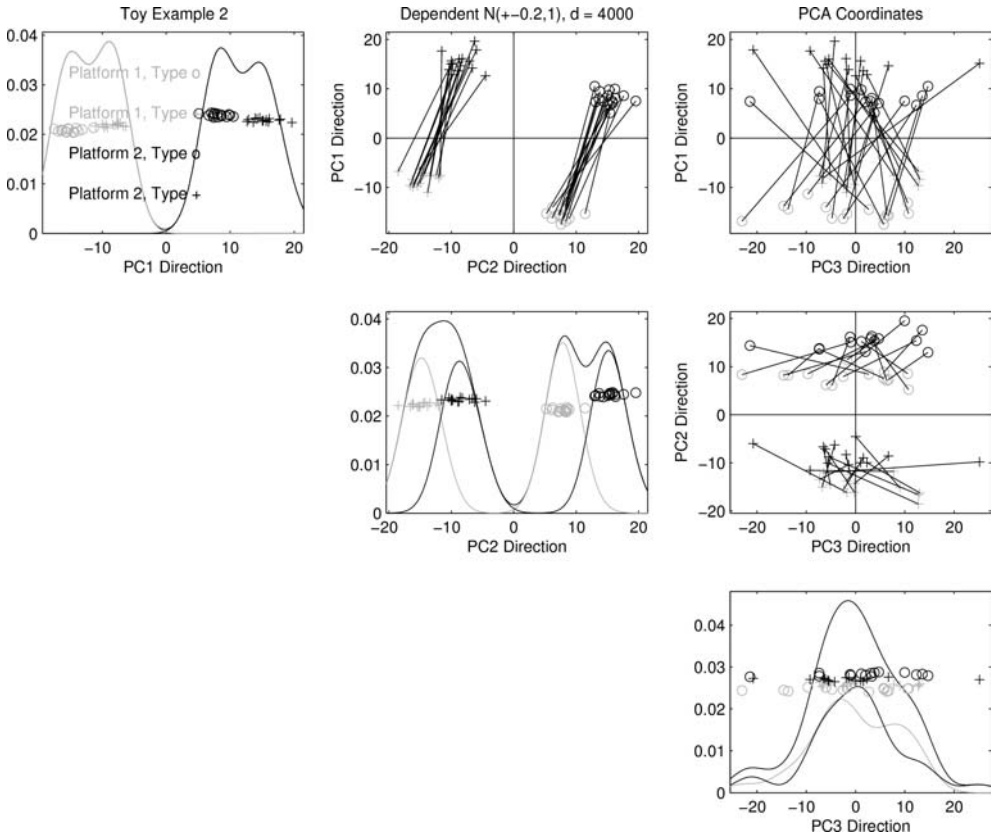 Toy Example 2
Dependent N(+-0.2,1), d = 4000
PCA Coordinates
0.04
0.03
0.02
0.01
0
Platform 1, Type o
Platform 1, Type o
Platform 2, Type o
Platform 2, Type +
−10 0 10 20
PC1 Direction
PC1 Direction
20
10
0
−10
−20 −10 0 10 20
PC2 Direction
PC1 Direction
20
10
0
−10
−20 −10 0 10 20
PC3 Direction
0.04
0.03
0.02
0.01
0
−20 −10 0 10 20
PC2 Direction
PC2 Direction
20
10
0
−10
−20
−20 −10 0 10 20
PC3 Direction
0.04
0.03
0.02
0.01
0
−20 −10 0 10 20
PC3 Direction